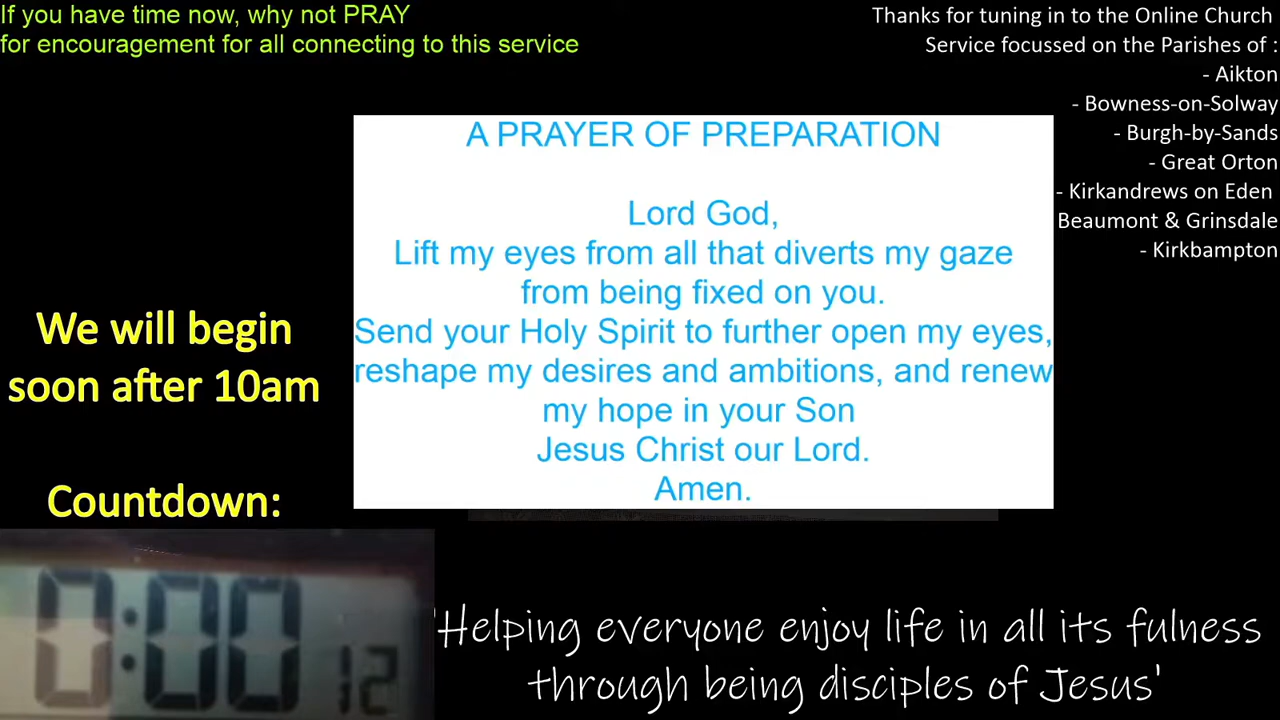 If you have time now, why not PRAY
for encouragement for all connecting to this service
Thanks for tuning in to the Online Church
Service focussed on the Parishes of :
- Aikton
- Bowness-on-Solway
- Burgh-by-Sands
- Great Orton
- Kirkandrews on Eden
Beaumont & Grinsdale
- Kirkbampton
A PRAYER OF PREPARATION
Lord God,
Lift my eyes from all that diverts my gaze
from being fixed on you.
Send your Holy Spirit to further open my eyes,
reshape my desires and ambitions, and renew
my hope in your Son
Jesus Christ our Lord.
Amen.
We will begin
soon after 10am
Countdown:
0:00 12
'Helping everyone enjoy life in all its fulness
through being disciples of Jesus'